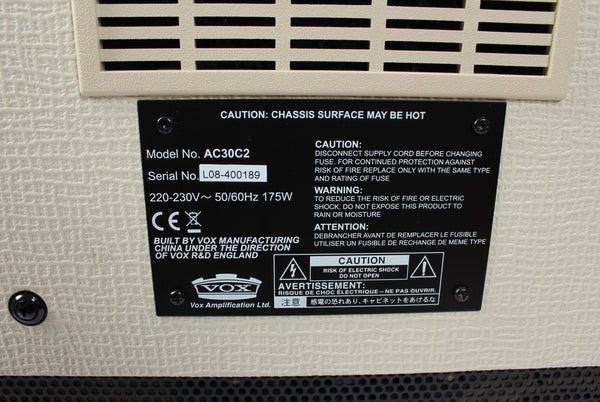 CAUTION: CHASSIS SURFACE MAY BE HOT
Model No. AC30C2
Serial No. L08-400189
220-230V~ 50/60Hz 175W
CE
BUILT BY VOX MANUFACTURING
CHINA UNDER THE DIRECTION
OF VOX R&D ENGLAND
VOX
Vox Amplification Ltd.
CAUTION:
DISCONNECT SUPPLY CORD BEFORE CHANGING
FUSE. FOR CONTINUED PROTECTION AGAINST
RISK OF FIRE REPLACE ONLY WITH THE SAME TYPE
AND RATING OF FUSE
WARNING:
TO REDUCE THE RISK OF FIRE OR ELECTRIC
SHOCK, DO NOT EXPOSE THIS PRODUCT TO
RAIN OR MOISTURE
ATTENTION:
DEBRANCHER AVANT DE REMPLACER LE FUSIBLE
UTILISER UN FUSIBLE DE RECHANGE DE MEME TYPE
CAUTION
RISK OF ELECTRIC SHOCK
DO NOT OPEN
AVERTISSEMENT:
RISQUE DE CHOC ÉLECTRIQUE—NE PAS OUVRIR.
注意 感電の恐れあり、キャビネットをあけるな